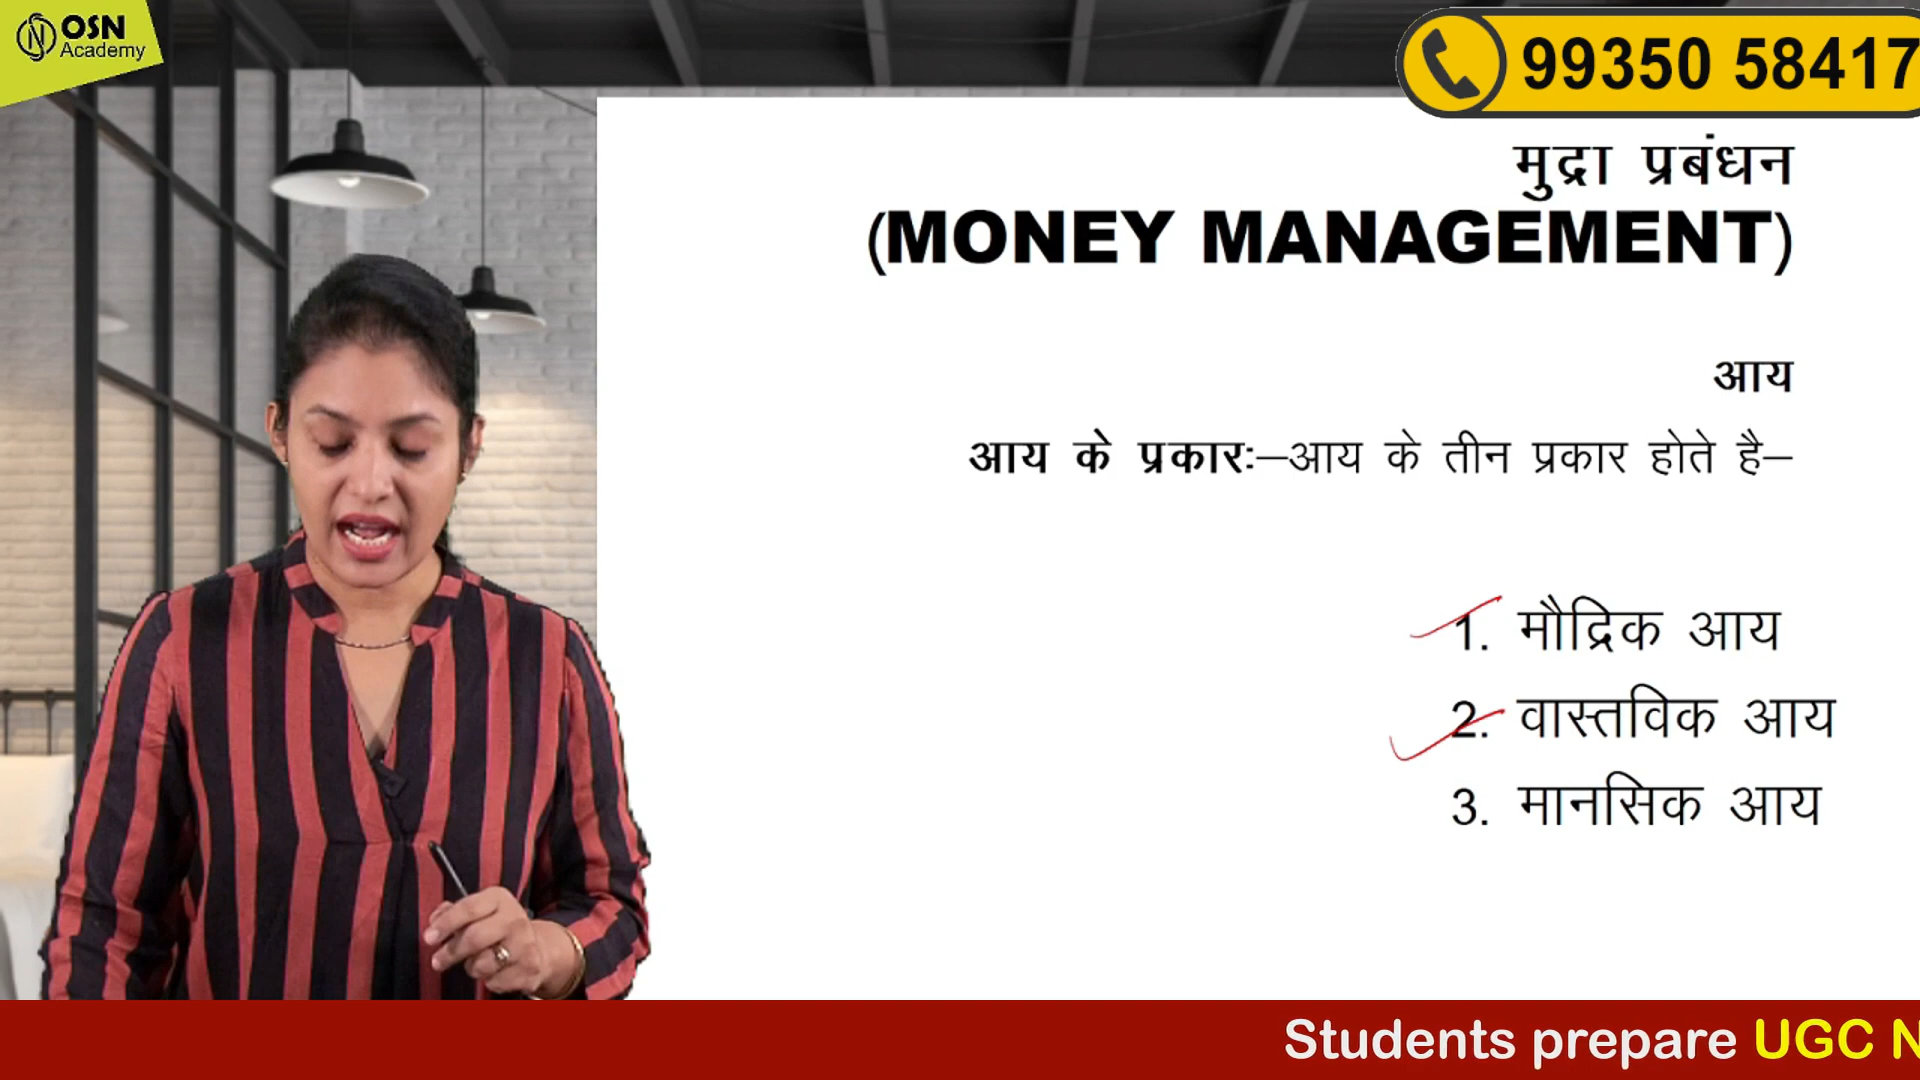 OSN
Academy
99350 58417
मुद्रा प्रबंधन
(MONEY MANAGEMENT)
आय
आय के प्रकारः—आय के तीन प्रकार होते है—
1. मौद्रिक आय
2. वास्तविक आय
3. मानसिक आय
Students prepare UGC N